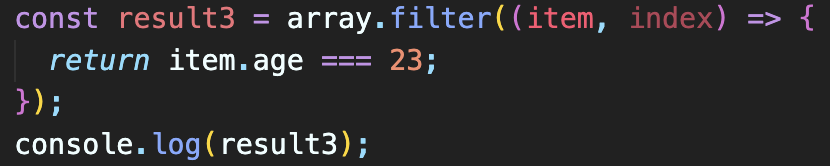 const result3 = array.filter((item, index) => {
  return item.age === 23;
});
console.log(result3);